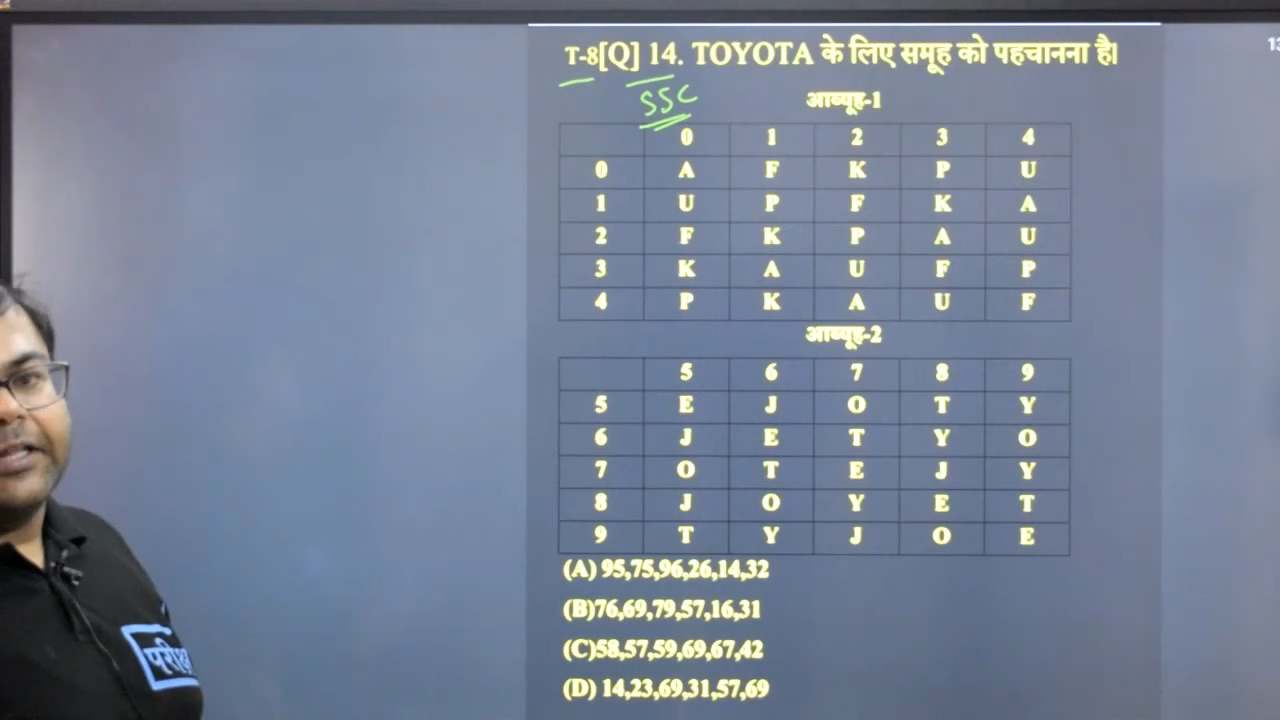 T-8[Q] 14. TOYOTA के लिए समूह को पहचानना है।
SSC
आव्यूह-1
0 1 2 3 4
0 A F K P U
1 U P F K A
2 F K P A U
3 K A U F P
4 P K A U F
आव्यूह-2
5 6 7 8 9
5 E J O T Y
6 J E T Y O
7 O T E J Y
8 J O Y E T
9 T Y J O E
(A) 95,75,96,26,14,32
(B)76,69,79,57,16,31
(C)58,57,59,69,67,42
(D) 14,23,69,31,57,69